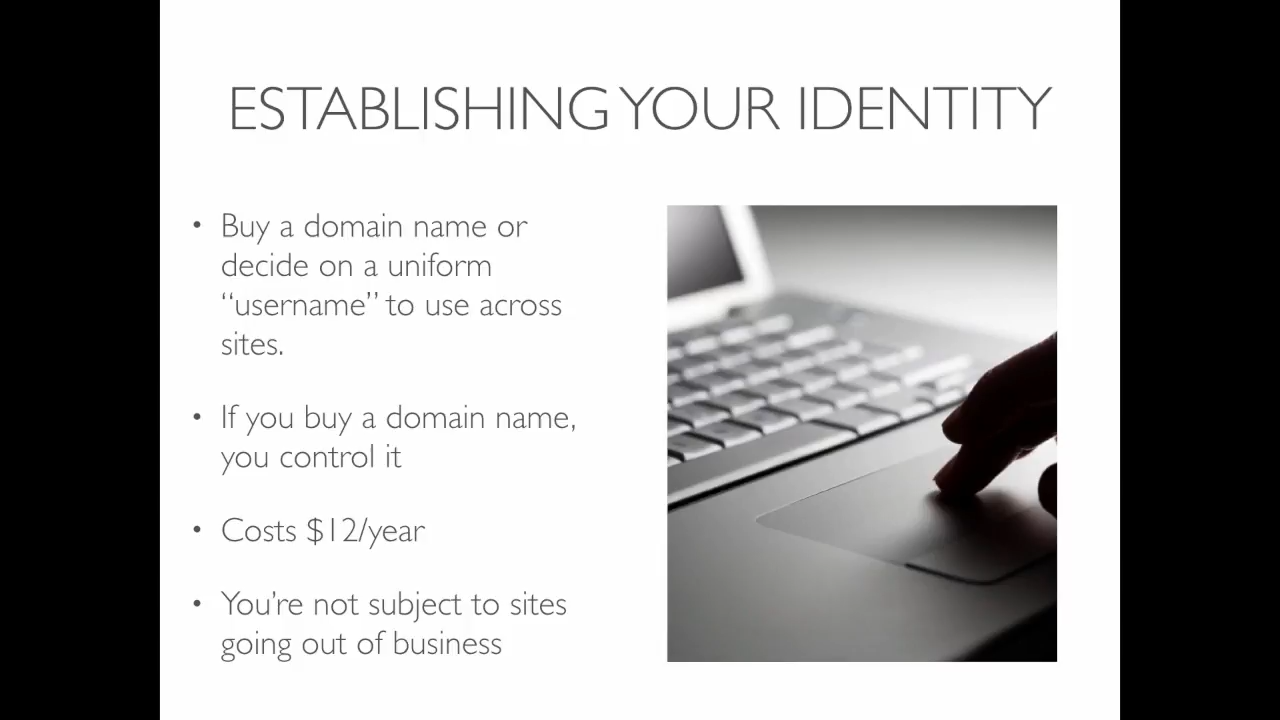 ESTABLISHING YOUR IDENTITY
• Buy a domain name or
decide on a uniform
“username” to use across
sites.
• If you buy a domain name,
you control it
• Costs $12/year
• You’re not subject to sites
going out of business